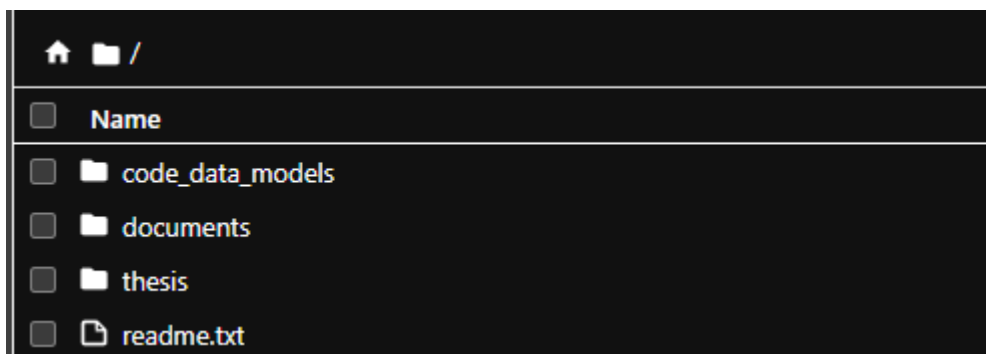 /
Name
code_data_models
documents
thesis
readme.txt